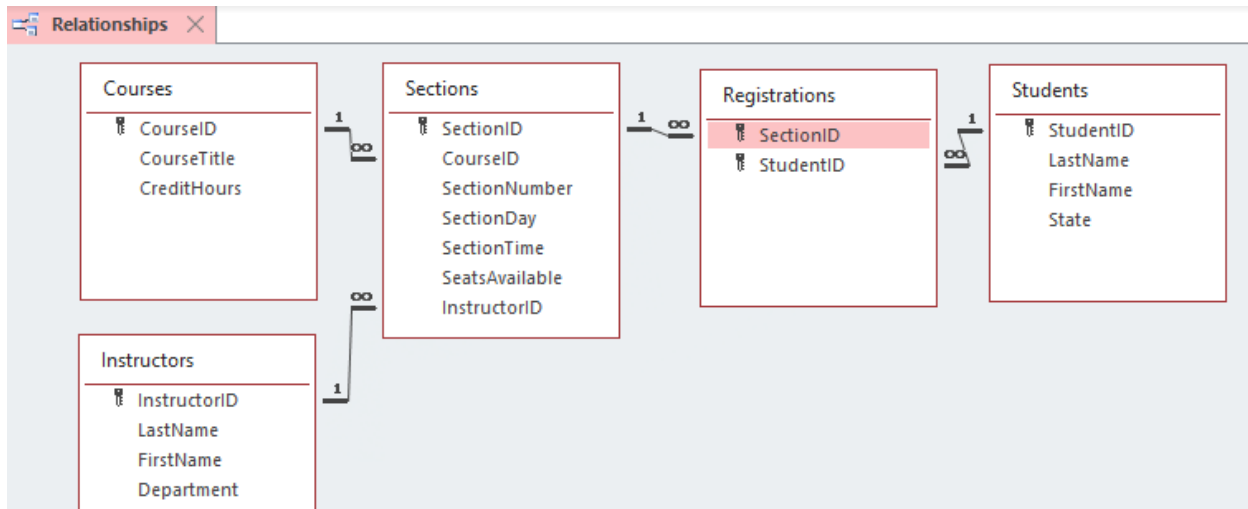 Relationships
Courses
CourseID
CourseTitle
CreditHours
1
∞
Sections
SectionID
CourseID
SectionNumber
SectionDay
SectionTime
SeatsAvailable
InstructorID
1
∞
Registrations
SectionID
StudentID
1
∞
Students
StudentID
LastName
FirstName
State
∞
1
Instructors
InstructorID
LastName
FirstName
Department